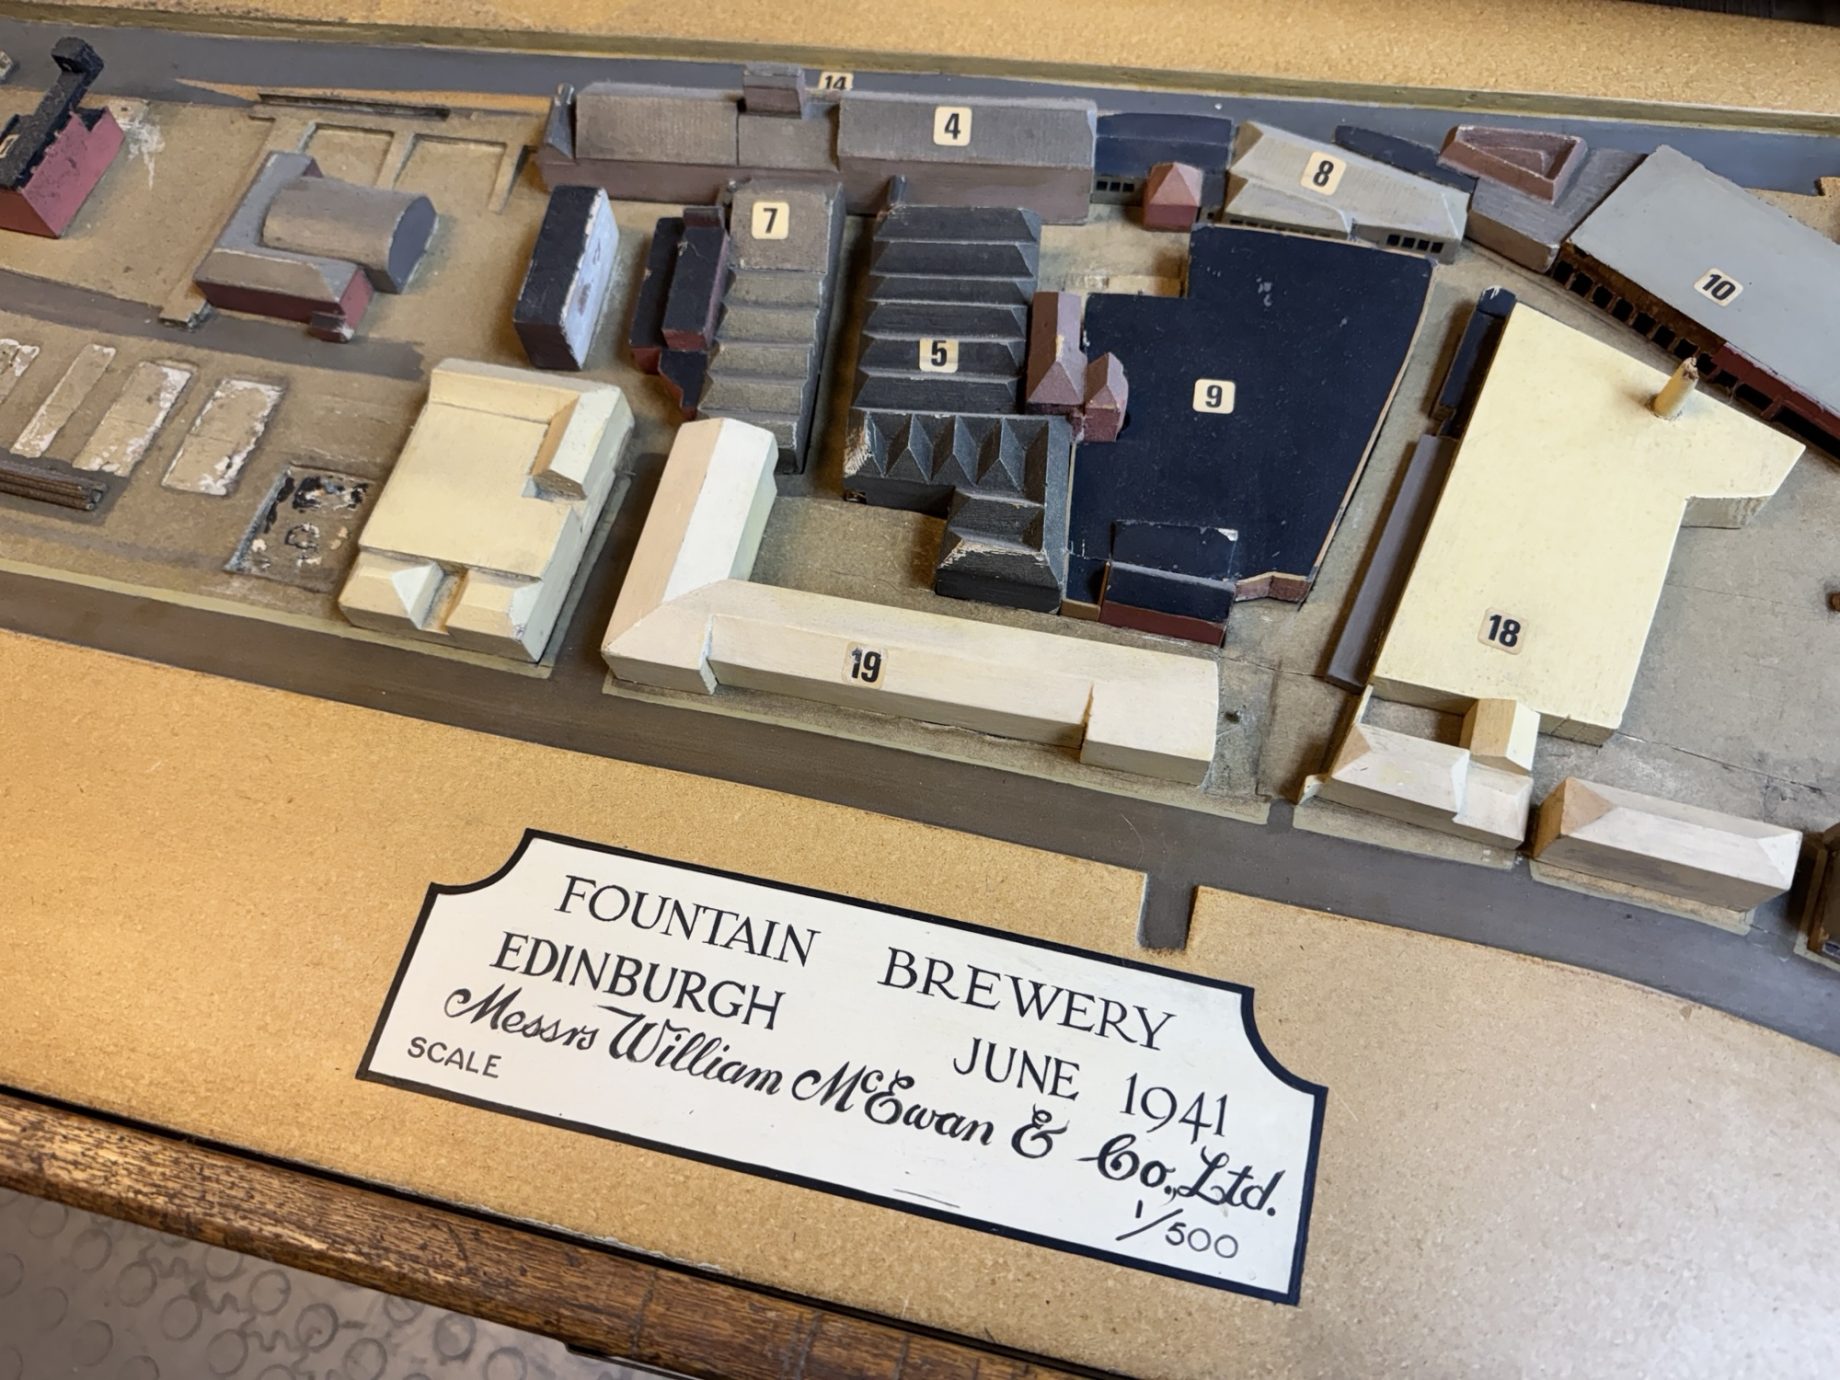 14
4
8
7
10
5
9
18
19
FOUNTAIN BREWERY
EDINBURGH JUNE 1941
Messrs William McEwan & Co., Ltd.
SCALE 1/500